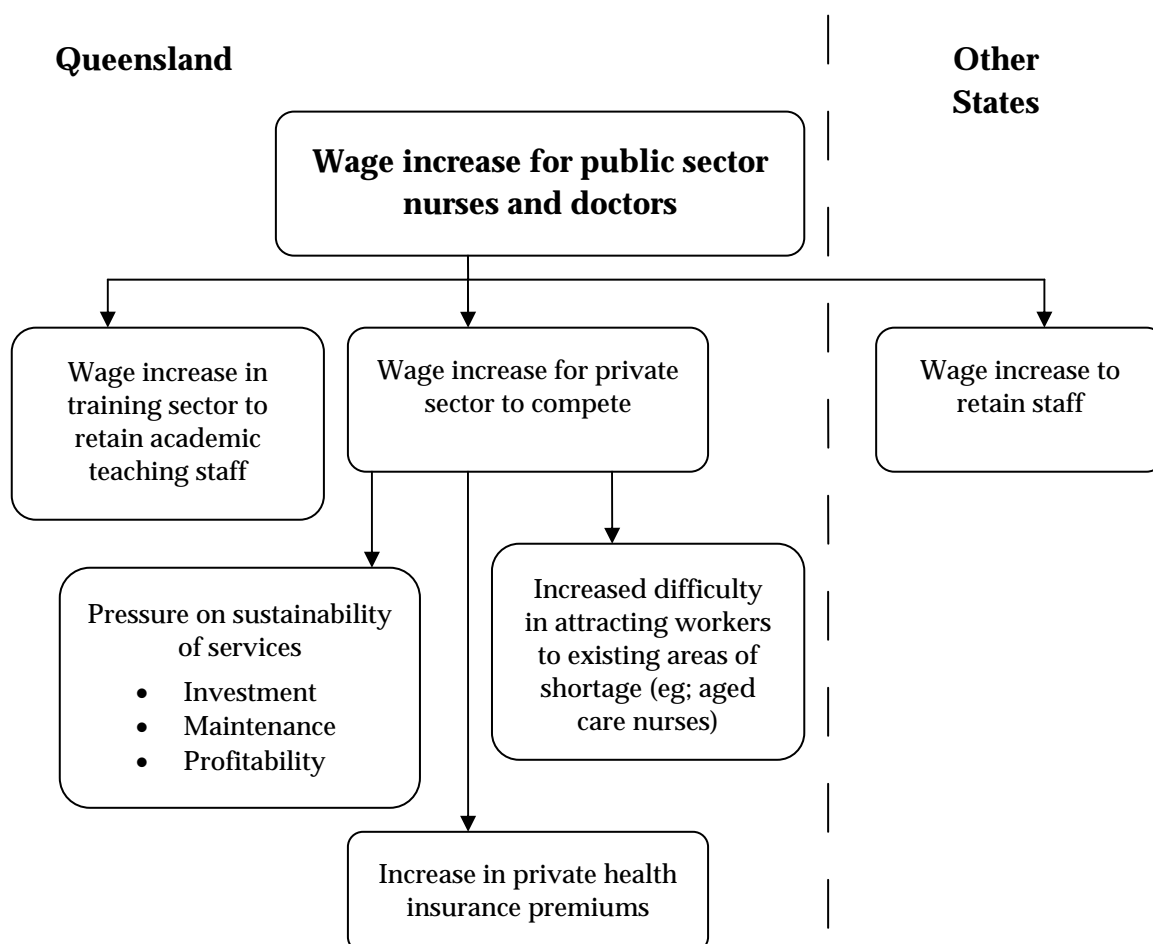 Queensland
Other
States
Wage increase for public sector
nurses and doctors
Wage increase in
training sector to
retain academic
teaching staff
Wage increase for private
sector to compete
Wage increase to
retain staff
Pressure on sustainability
of services
• Investment
• Maintenance
• Profitability
Increased difficulty
in attracting workers
to existing areas of
shortage (eg; aged
care nurses)
Increase in private health
insurance premiums